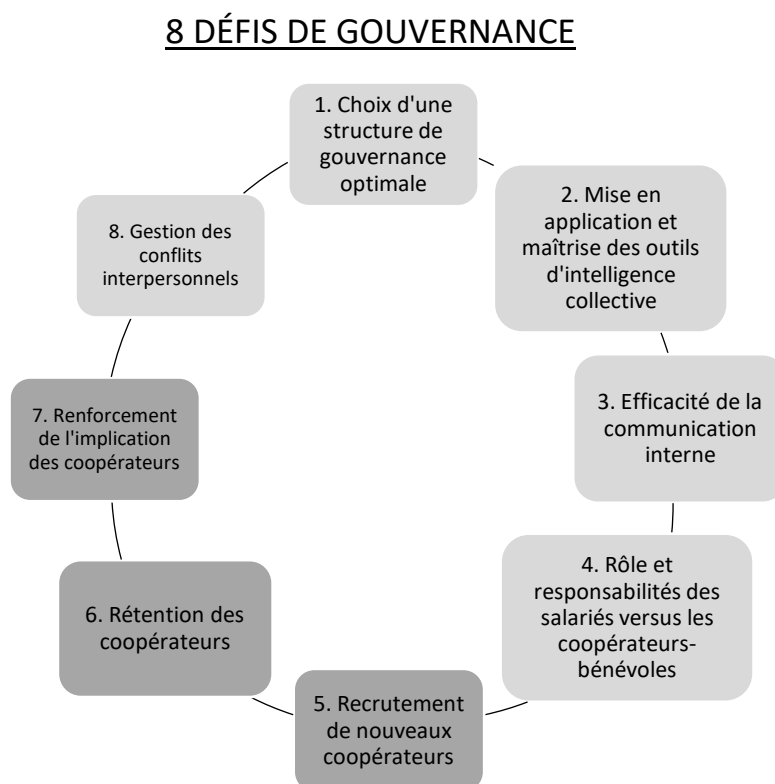 8 DÉFIS DE GOUVERNANCE
1. Choix d'une
structure de
gouvernance
optimale
2. Mise en
application et
maîtrise des outils
d'intelligence
collective
3. Efficacité de la
communication
interne
4. Rôle et
responsabilités des
salariés versus les
coopérateurs-
bénévoles
5. Recrutement
de nouveaux
coopérateurs
6. Rétention des
coopérateurs
7. Renforcement
de l'implication
des coopérateurs
8. Gestion des
conflits
interpersonnels